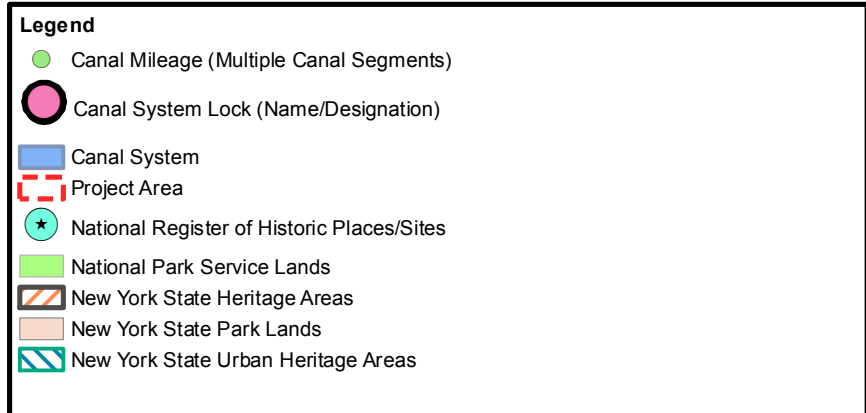 Legend
Canal Mileage (Multiple Canal Segments)
Canal System Lock (Name/Designation)
Canal System
Project Area
National Register of Historic Places/Sites
National Park Service Lands
New York State Heritage Areas
New York State Park Lands
New York State Urban Heritage Areas